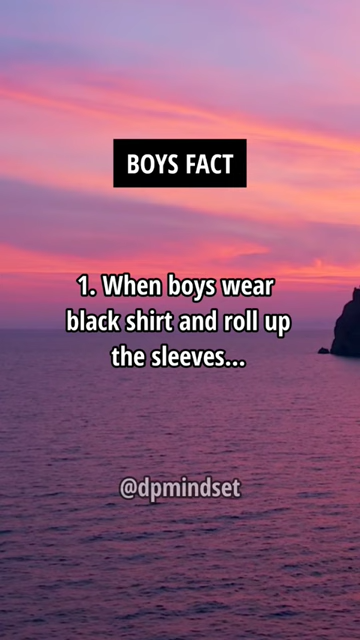 BOYS FACT
1. When boys wear
black shirt and roll up
the sleeves...
@dpmindset